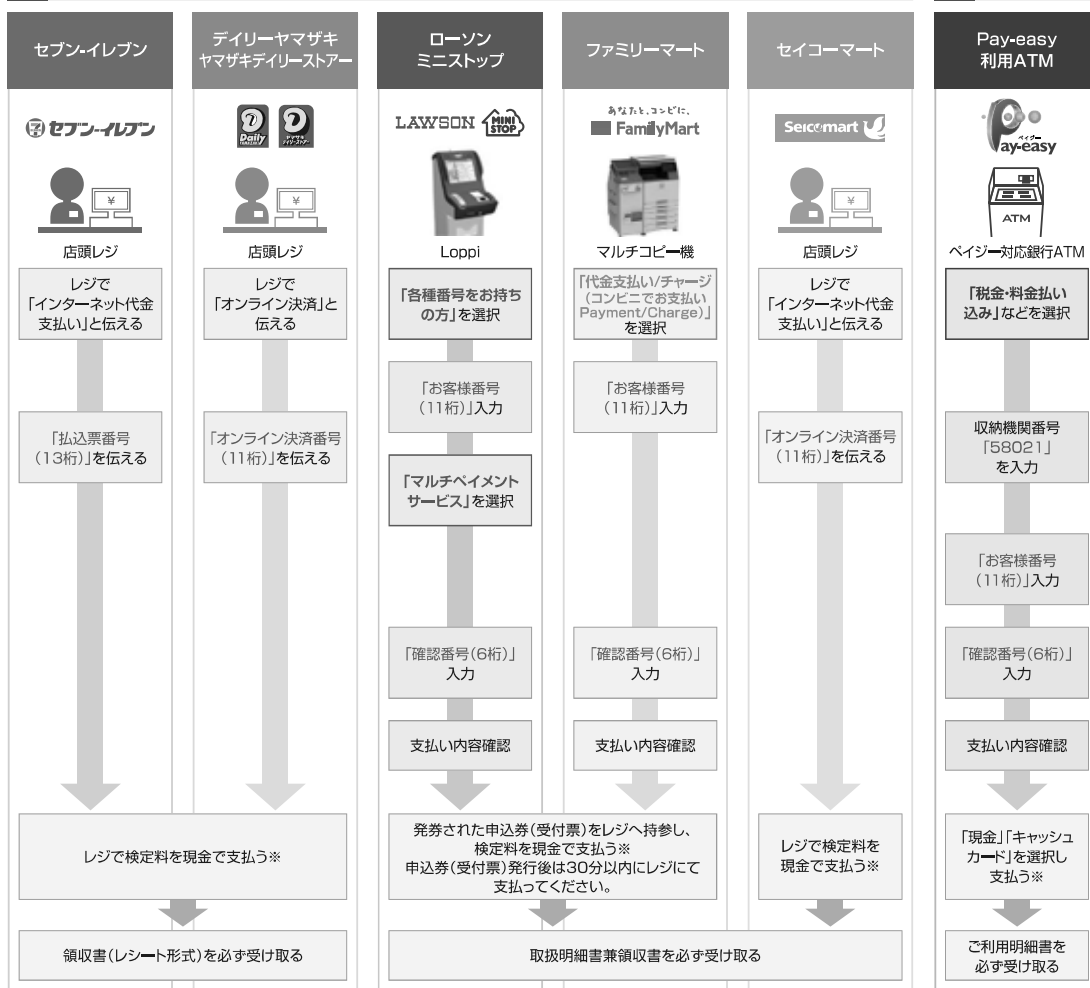 セブン-イレブン
セブン-イレブン
¥
店頭レジ
レジで
「インターネット代金
支払い」と伝える
「払込票番号
(13桁)」を伝える
デイリーヤマザキ
ヤマザキデイリーストアー
Daily
YAMAZAKI
ヤマザキ
デイリーストアー
¥
店頭レジ
レジで
「オンライン決済」と
伝える
「オンライン決済番号
(11桁)」を伝える
レジで検定料を現金で支払う※
領収書(レシート形式)を必ず受け取る
ローソン
ミニストップ
LAWSON
MINI
STOP
Loppi
「各種番号をお持ち
の方」を選択
「お客様番号
(11桁)」入力
「マルチペイメント
サービス」を選択
「確認番号(6桁)」
入力
支払い内容確認
ファミリーマート
あなたと、コンビに、
FamilyMart
マルチコピー機
「代金支払い/チャージ
(コンビニでお支払い
Payment/Charge)」
を選択
「お客様番号
(11桁)」入力
「確認番号(6桁)」
入力
支払い内容確認
発券された申込券(受付票)をレジへ持参し、
検定料を現金で支払う※
申込券(受付票)発行後は30分以内にレジにて
支払ってください。
セイコーマート
Seicomart
¥
店頭レジ
レジで
「インターネット代金
支払い」と伝える
「オンライン決済番号
(11桁)」を伝える
レジで検定料を
現金で支払う※
取扱明細書兼領収書を必ず受け取る
Pay-easy
利用ATM
ペイジー
Pay-easy
¥
ATM
ペイジー対応銀行ATM
「税金・料金払い
込み」などを選択
収納機関番号
「58021」
を入力
「お客様番号
(11桁)」入力
「確認番号(6桁)」
入力
支払い内容確認
「現金」「キャッシュ
カード」を選択し
支払う※
ご利用明細書を
必ず受け取る